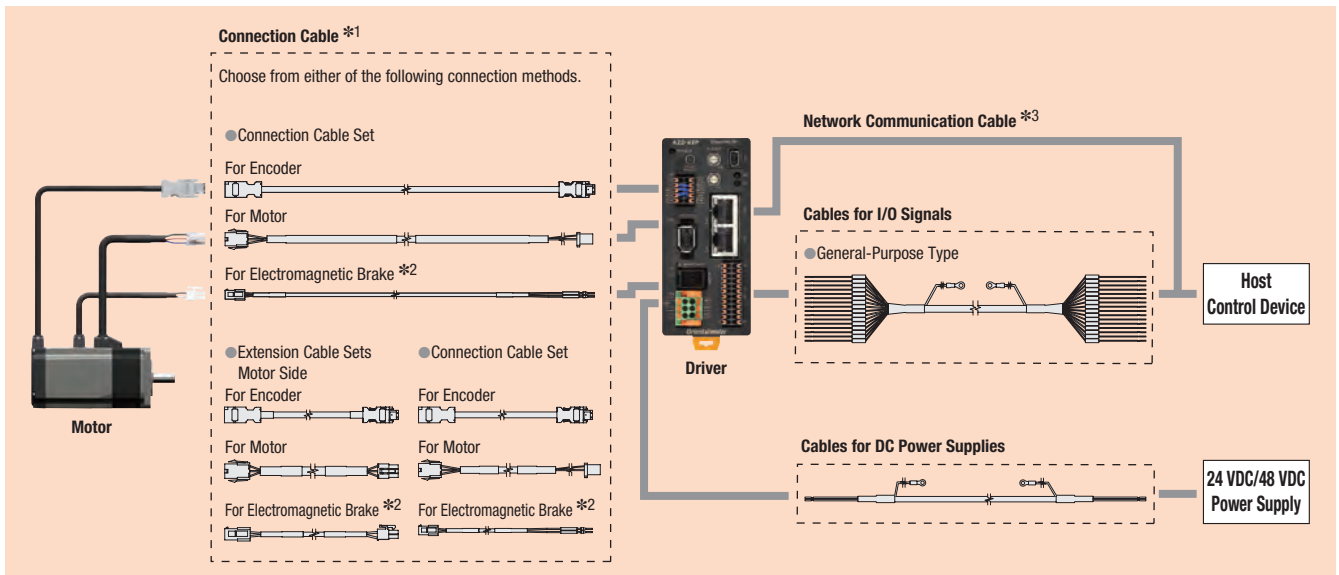 Connection Cable *1
Choose from either of the following connection methods.
●Connection Cable Set
For Encoder
For Motor
For Electromagnetic Brake *2
●Extension Cable Sets
Motor Side
For Encoder
For Motor
For Electromagnetic Brake *2
●Connection Cable Set
For Encoder
For Motor
For Electromagnetic Brake *2
Motor
AZD-KEP
Driver
Network Communication Cable *3
Cables for I/O Signals
●General-Purpose Type
Host
Control Device
Cables for DC Power Supplies
24 VDC/48 VDC
Power Supply